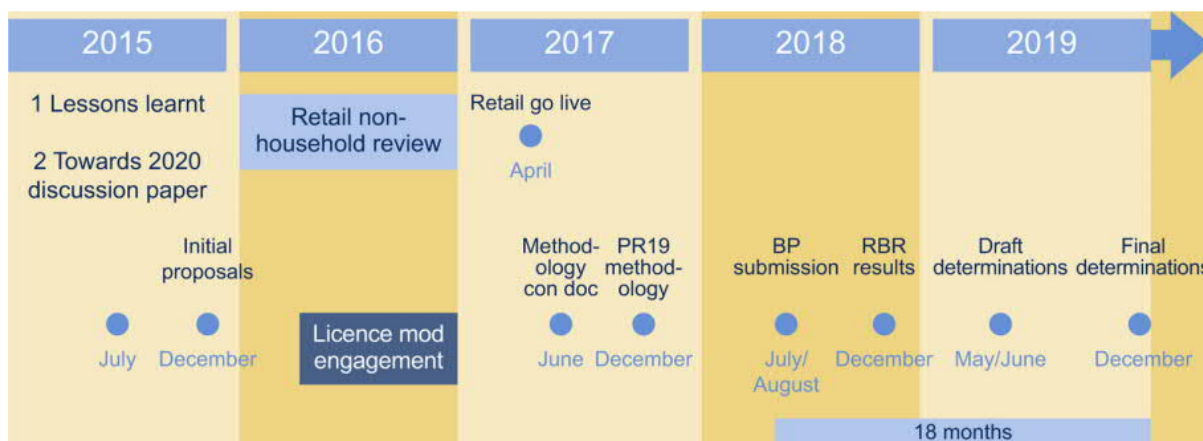 2015
2016
2017
2018
2019
1 Lessons learnt
2 Towards 2020
discussion paper
Retail non-
household review
Retail go live
April
Initial
proposals
July
December
Licence mod
engagement
Method-
ology
con doc
June
PR19
method-
ology
December
BP
submission
July/
August
RBR
results
December
Draft
determinations
May/June
Final
determinations
December
18 months